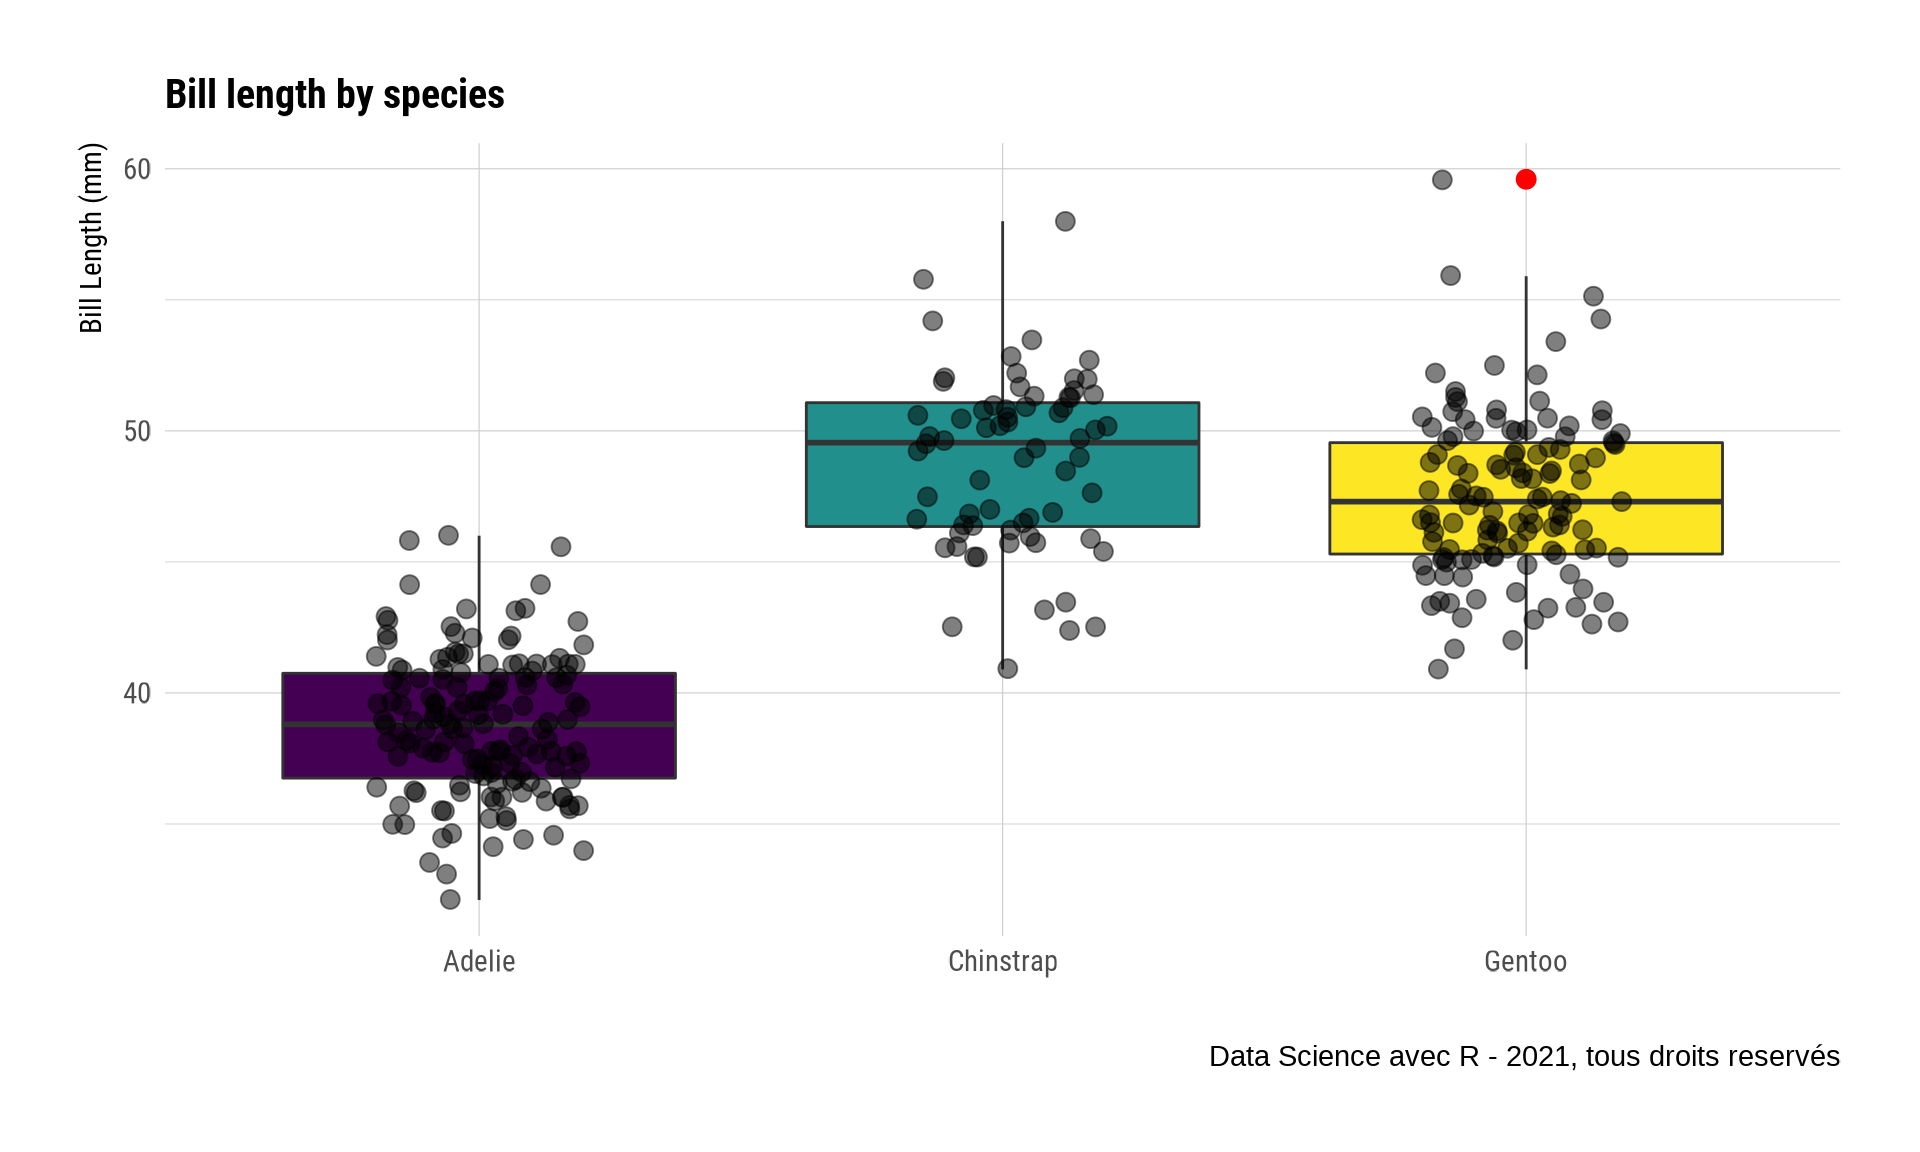 Bill length by species
Bill Length (mm)
60
50
40
Adelie
Chinstrap
Gentoo
Data Science avec R - 2021, tous droits reservés